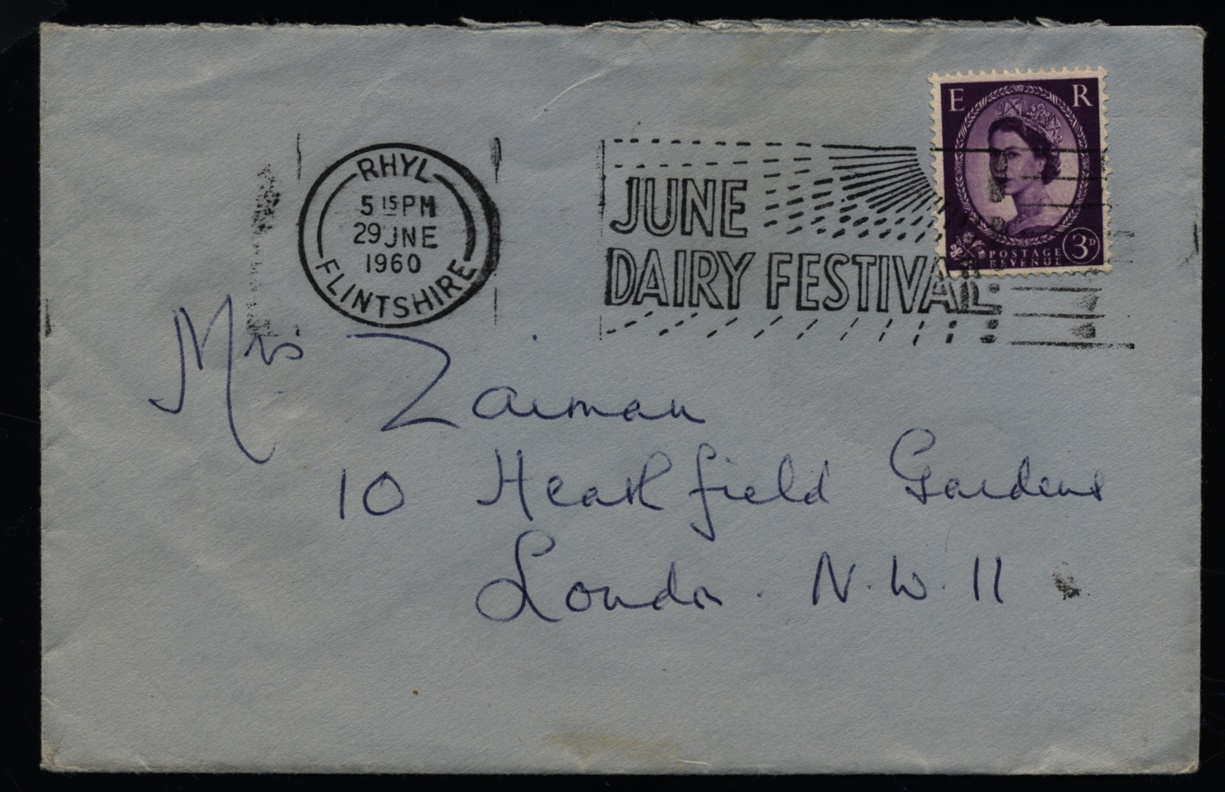 RHYL
5 15 PM
29 JNE
1960
FLINTSHIRE
JUNE
DAIRY FESTIVAL
E R
POSTAGE
REVENUE
3D
Mrs Zaiman
10 Heathfield Gardens
London. N.W.11